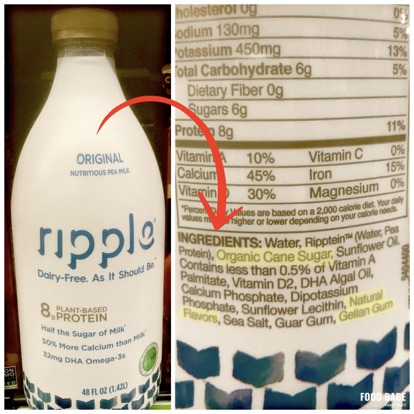 ORIGINAL
NUTRITIOUS PEA MILK
ripple
Dairy-Free. As It Should Be.
8g PLANT-BASED
PROTEIN
Half the Sugar of Milk
50% More Calcium than Milk
32mg DHA Omega-3s
48 FL OZ (1.42L)
Cholesterol 0g 0%
Sodium 130mg 5%
Potassium 450mg 13%
Total Carbohydrate 6g 5%
Dietary Fiber 0g
Sugars 6g
Protein 8g 11%
Vitamin A 10% Vitamin C 0%
Calcium 45% Iron 15%
Vitamin D 30% Magnesium 0%
*Percent Daily Values are based on a 2,000 calorie diet. Your daily
values may be higher or lower depending on your calorie needs.
INGREDIENTS: Water, Ripptein™ (Water, Pea
Protein), Organic Cane Sugar, Sunflower Oil.
Contains less than 0.5% of Vitamin A
Palmitate, Vitamin D2, DHA Algal Oil,
Calcium Phosphate, Dipotassium
Phosphate, Sunflower Lecithin, Natural
Flavors, Sea Salt, Guar Gum, Gellan Gum
FOOD BABE